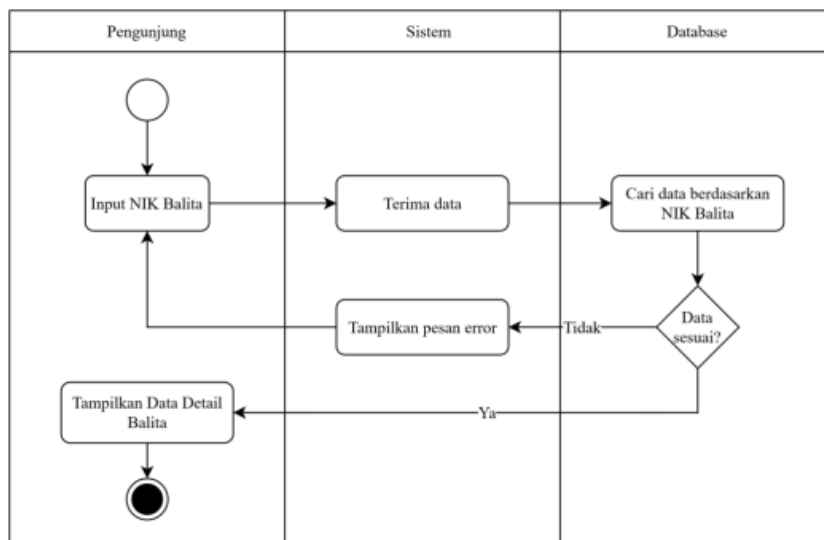 Pengunjung
Sistem
Database
Input NIK Balita
Terima data
Cari data berdasarkan
NIK Balita
Data
sesuai?
Tidak
Tampilkan pesan error
Ya
Tampilkan Data Detail
Balita